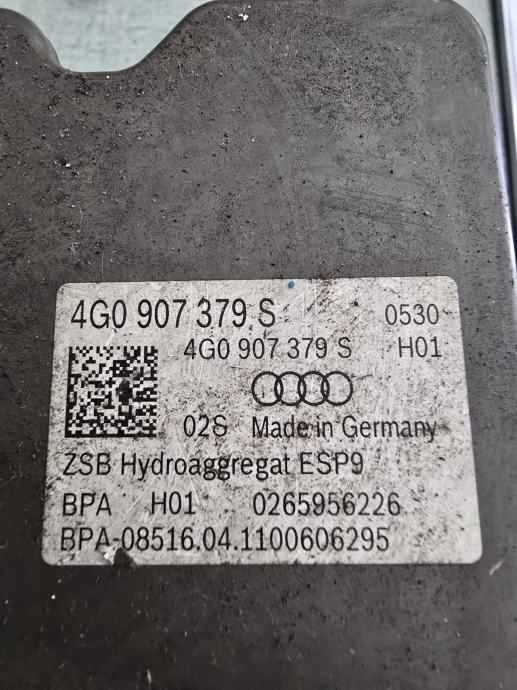 4G0 907 379 S 0530
4G0 907 379 S H01
02S Made in Germany
ZSB Hydroaggregat ESP9
BPA H01 0265956226
BPA-08516.04.1100606295